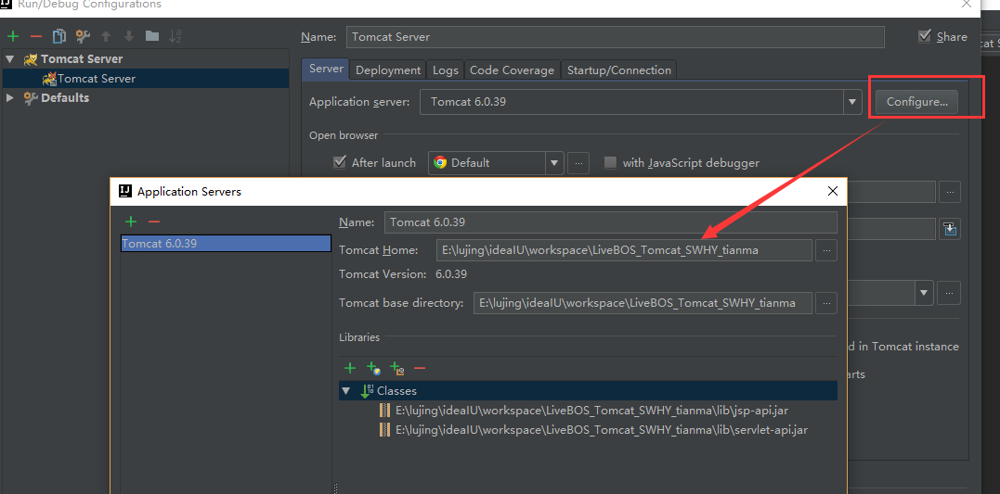 Run/Debug Configurations
Name: Tomcat Server Share
Tomcat Server
Tomcat Server
Defaults
Server Deployment Logs Code Coverage Startup/Connection
Application server: Tomcat 6.0.39 Configure...
Open browser
After launch Default ... with JavaScript debugger
Application Servers
Tomcat 6.0.39
Name: Tomcat 6.0.39
Tomcat Home: E:\lujing\ideaIU\workspace\LiveBOS_Tomcat_SWHY_tianma ...
Tomcat Version: 6.0.39
Tomcat base directory: E:\lujing\ideaIU\workspace\LiveBOS_Tomcat_SWHY_tianma ...
Libraries
Classes
E:\lujing\ideaIU\workspace\LiveBOS_Tomcat_SWHY_tianma\lib\jsp-api.jar
E:\lujing\ideaIU\workspace\LiveBOS_Tomcat_SWHY_tianma\lib\servlet-api.jar
d in Tomcat instance
arts